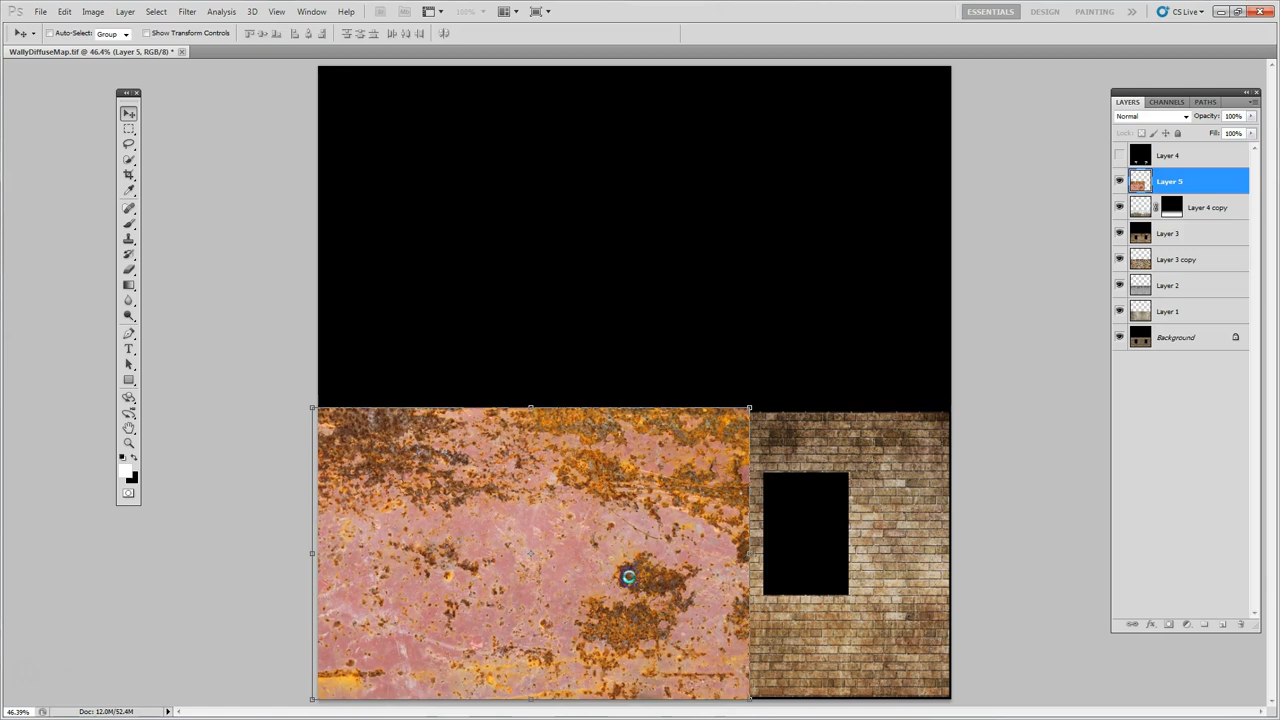 PS File Edit Image Layer Select Filter Analysis 3D View Window Help 100% ESSENTIALS DESIGN PAINTING CS Live
Auto-Select: Group Show Transform Controls
WallyDiffuseMap.tif @ 46.4% (Layer 5, RGB/8) *
LAYERS CHANNELS PATHS
Normal Opacity: 100%
Lock: Fill: 100%
Layer 4
Layer 5
Layer 4 copy
Layer 3
Layer 3 copy
Layer 2
Layer 1
Background
46.39% Doc: 12.0M/52.4M